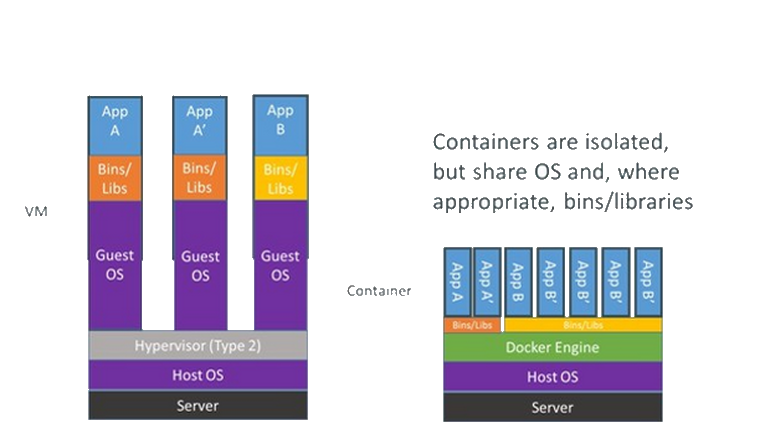 App
A
App
A'
App
B
Bins/
Libs
Bins/
Libs
Bins/
Libs
VM
Guest
OS
Guest
OS
Guest
OS
Hypervisor (Type 2)
Host OS
Server
Containers are isolated,
but share OS and, where
appropriate, bins/libraries
Container
App A
App A'
App B
App B'
App B'
App B'
App B'
Bins/Libs
Bins/Libs
Docker Engine
Host OS
Server